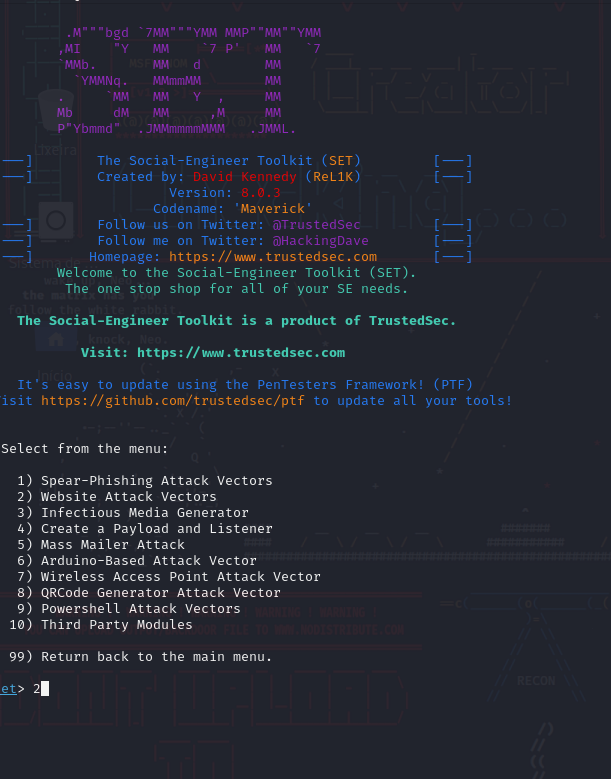 .M"""bgd `7MM"""YMM MMP""MM""YMM
,MI    "Y   MM    `7 P'   MM   `7
`MMb.       MM   d        MM
  `YMMNq.   MMmmMM        MM
.     `MM   MM   Y  ,     MM
Mb     dM   MM     ,M     MM
P"Ybmmd"  .JMMmmmmMMM   .JMML.
───]        The Social-Engineer Toolkit (SET)         [───]
───]        Created by: David Kennedy (ReL1K)         [───]
Version: 8.0.3
Codename: 'Maverick'
───]        Follow us on Twitter: @TrustedSec         [───]
───]        Follow me on Twitter: @HackingDave        [───]
───]       Homepage: https://www.trustedsec.com       [───]
Welcome to the Social-Engineer Toolkit (SET).
The one stop shop for all of your SE needs.
The Social-Engineer Toolkit is a product of TrustedSec.
Visit: https://www.trustedsec.com
It's easy to update using the PenTesters Framework! (PTF)
isit https://github.com/trustedsec/ptf to update all your tools!
Select from the menu:
1) Spear-Phishing Attack Vectors
2) Website Attack Vectors
3) Infectious Media Generator
4) Create a Payload and Listener
5) Mass Mailer Attack
6) Arduino-Based Attack Vector
7) Wireless Access Point Attack Vector
8) QRCode Generator Attack Vector
9) Powershell Attack Vectors
10) Third Party Modules
99) Return back to the main menu.
et> 2
RECON